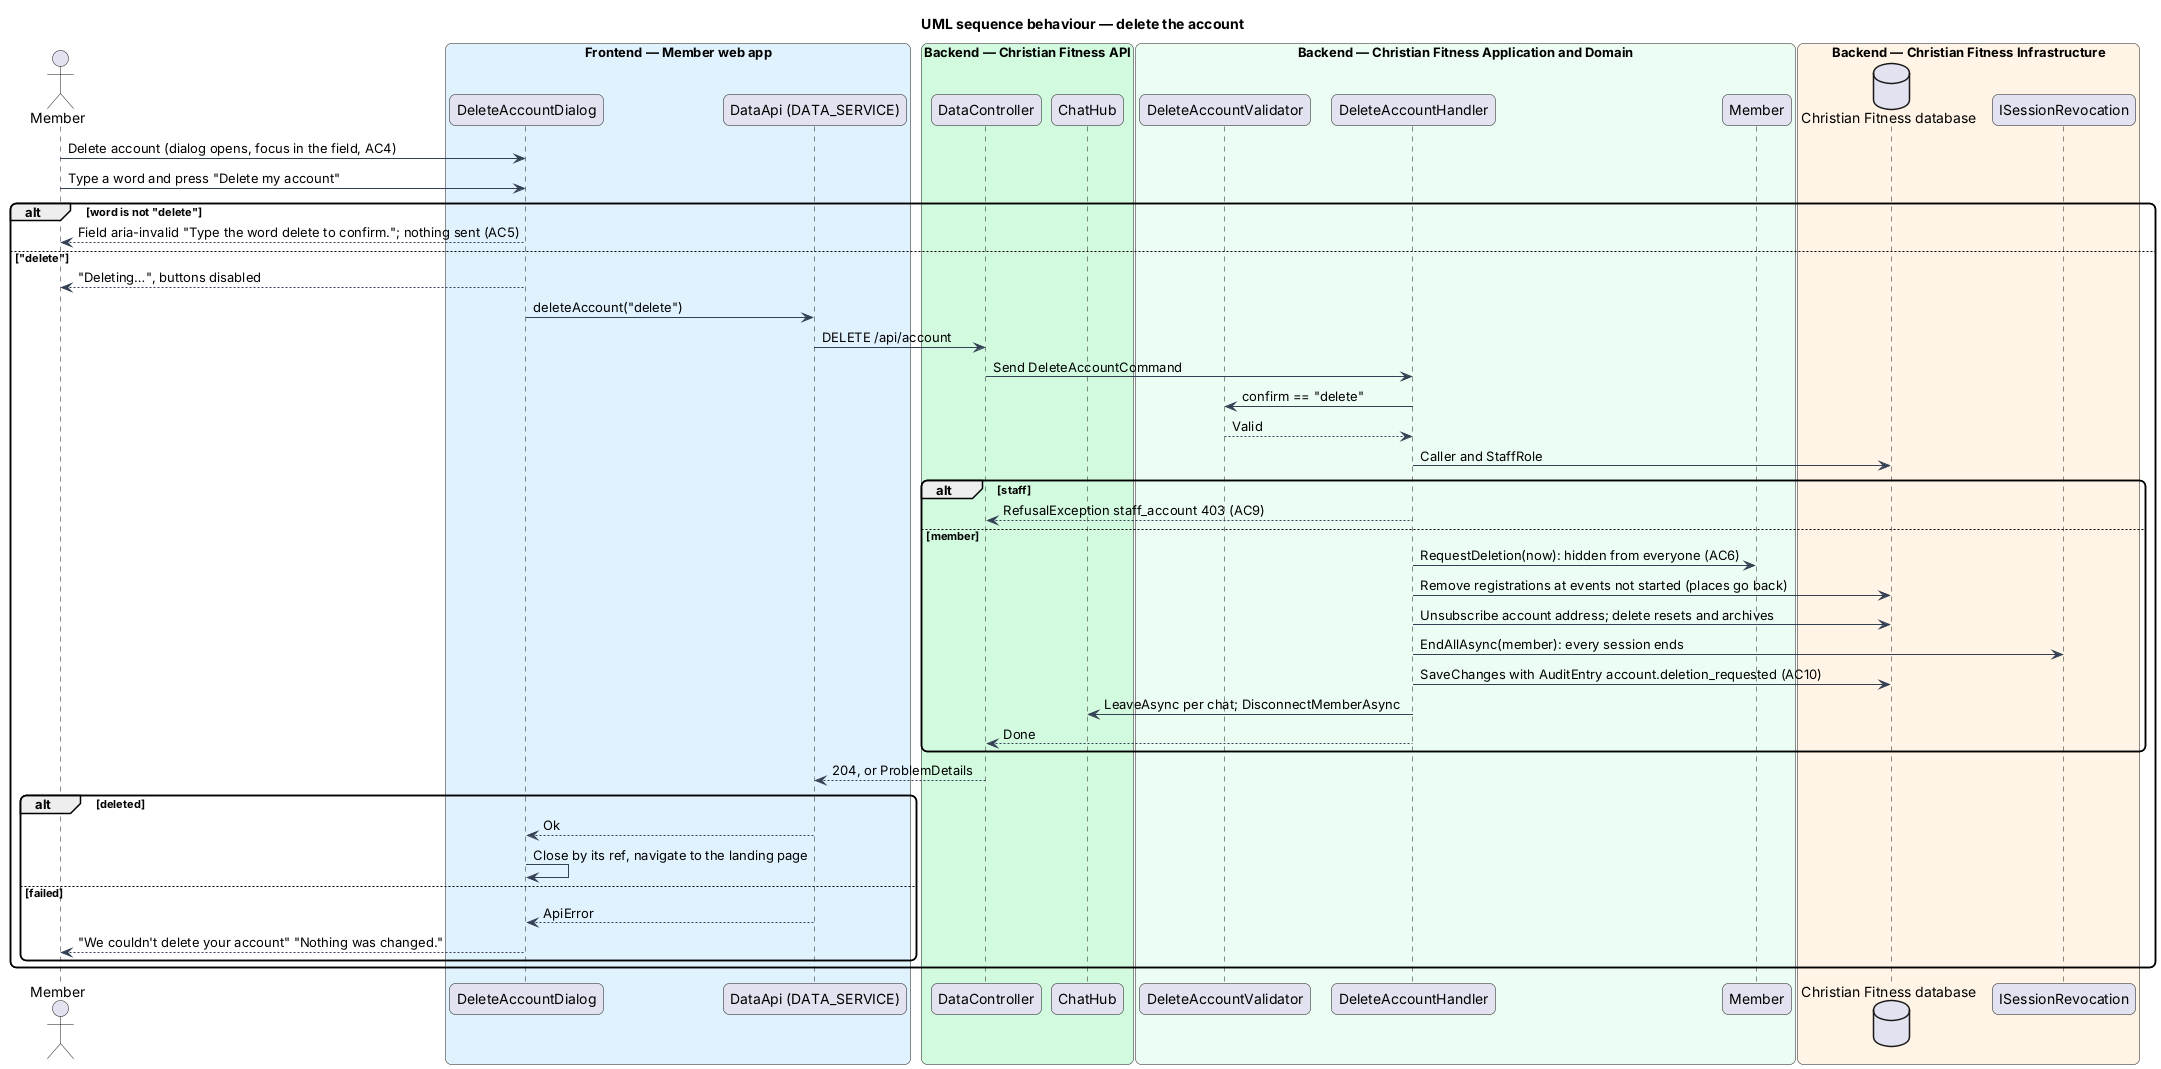 UML sequence behaviour — delete the account
Frontend — Member web app
Backend — Christian Fitness API
Backend — Christian Fitness Application and Domain
Backend — Christian Fitness Infrastructure
Member
DeleteAccountDialog
DataApi (DATA_SERVICE)
DataController
ChatHub
DeleteAccountValidator
DeleteAccountHandler
Member
Christian Fitness database
ISessionRevocation
Delete account (dialog opens, focus in the field, AC4)
Type a word and press "Delete my account"
alt
[word is not "delete"]
Field aria-invalid "Type the word delete to confirm."; nothing sent (AC5)
["delete"]
"Deleting…", buttons disabled
deleteAccount("delete")
DELETE /api/account
Send DeleteAccountCommand
confirm == "delete"
Valid
Caller and StaffRole
alt
[staff]
RefusalException staff_account 403 (AC9)
[member]
RequestDeletion(now): hidden from everyone (AC6)
Remove registrations at events not started (places go back)
Unsubscribe account address; delete resets and archives
EndAllAsync(member): every session ends
SaveChanges with AuditEntry account.deletion_requested (AC10)
LeaveAsync per chat; DisconnectMemberAsync
Done
204, or ProblemDetails
alt
[deleted]
Ok
Close by its ref, navigate to the landing page
[failed]
ApiError
"We couldn't delete your account" "Nothing was changed."
Member
DeleteAccountDialog
DataApi (DATA_SERVICE)
DataController
ChatHub
DeleteAccountValidator
DeleteAccountHandler
Member
Christian Fitness database
ISessionRevocation